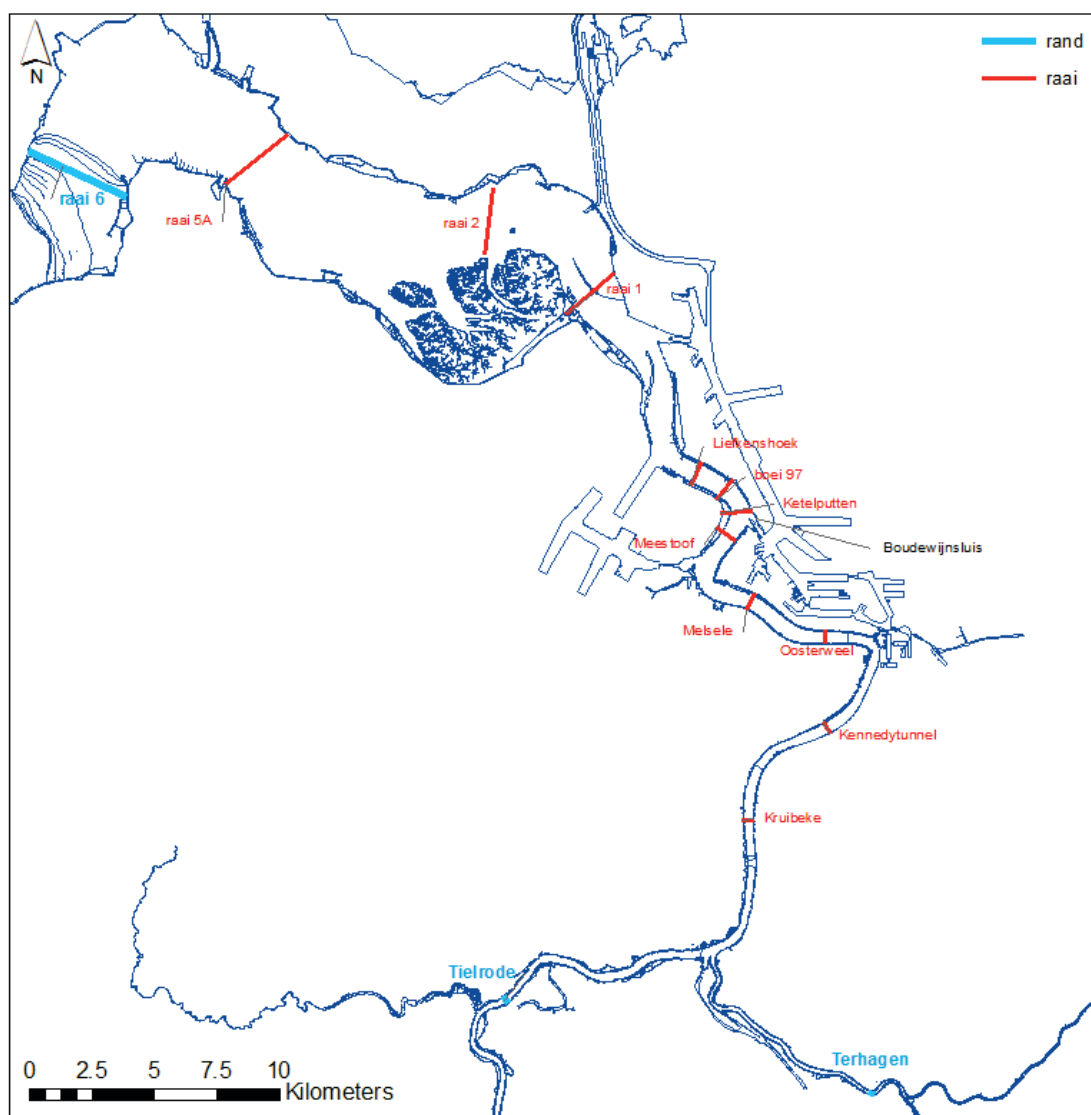 N
rand
raai
raai 6
raai 5A
raai 2
raai 1
Liefkenshoek
boei 97
Ketelputten
Meestoof
Boudewijnsluis
Melsele
Oosterweel
Kennedytunnel
Kruibeke
Tielrode
Terhagen
0 2.5 5 7.5 10
Kilometers